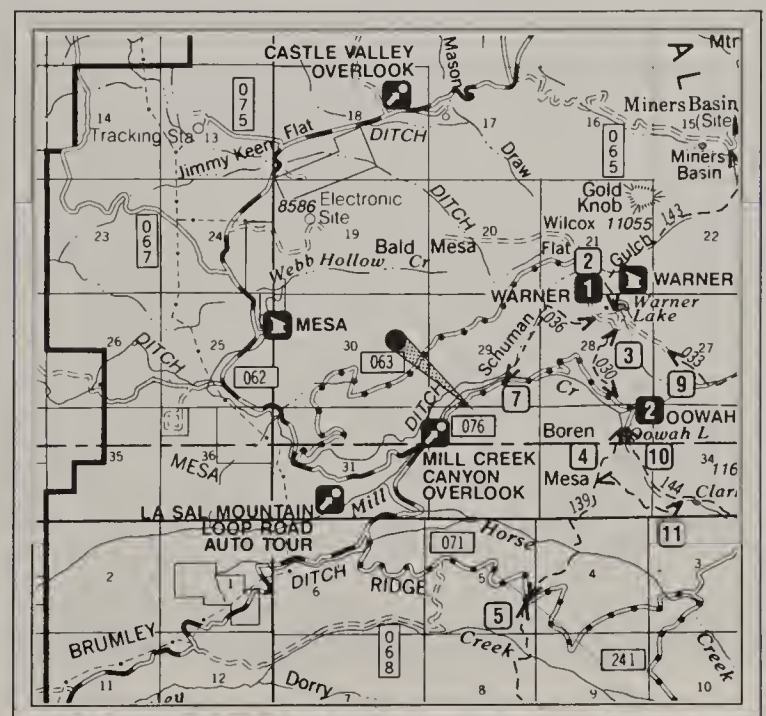 CASTLE VALLEY
OVERLOOK
Mason
1
A
L
Mtr
14
075
Tracking Sta
13
18
17
16
Miners Basin
15 (Site
Jimmy Keen
Flat
DITCH
Draw
065
Miners
Basin
8586
Electronic
Site
DITCH
Gold
Knob
11055
143
23
067
24
19
20
Wilcox
Flat
21
22
Bald Mesa
Webb Hollow Cr
Gulch
2
WARNER
1
WARNER
Warner
Lake
MESA
DITCH
26
25
30
063
29
Schuman
036
28
030
3
27
033
9
062
DITCH
7
Cr
2
OOWAH
076
Boren
Oowah L
35
36
MESA
31
MILL CREEK
CANYON
OVERLOOK
4
Mesa
10
34
116
Mill
139
144
Clar
LA SAL MOUNTAIN
LOOP ROAD
AUTO TOUR
11
Horse
071
2
1
DITCH
6
RIDGE
5
4
3
5
BRUMLEY
068
Creek
241
Creek
11
12
Dorry
7
8
9
10